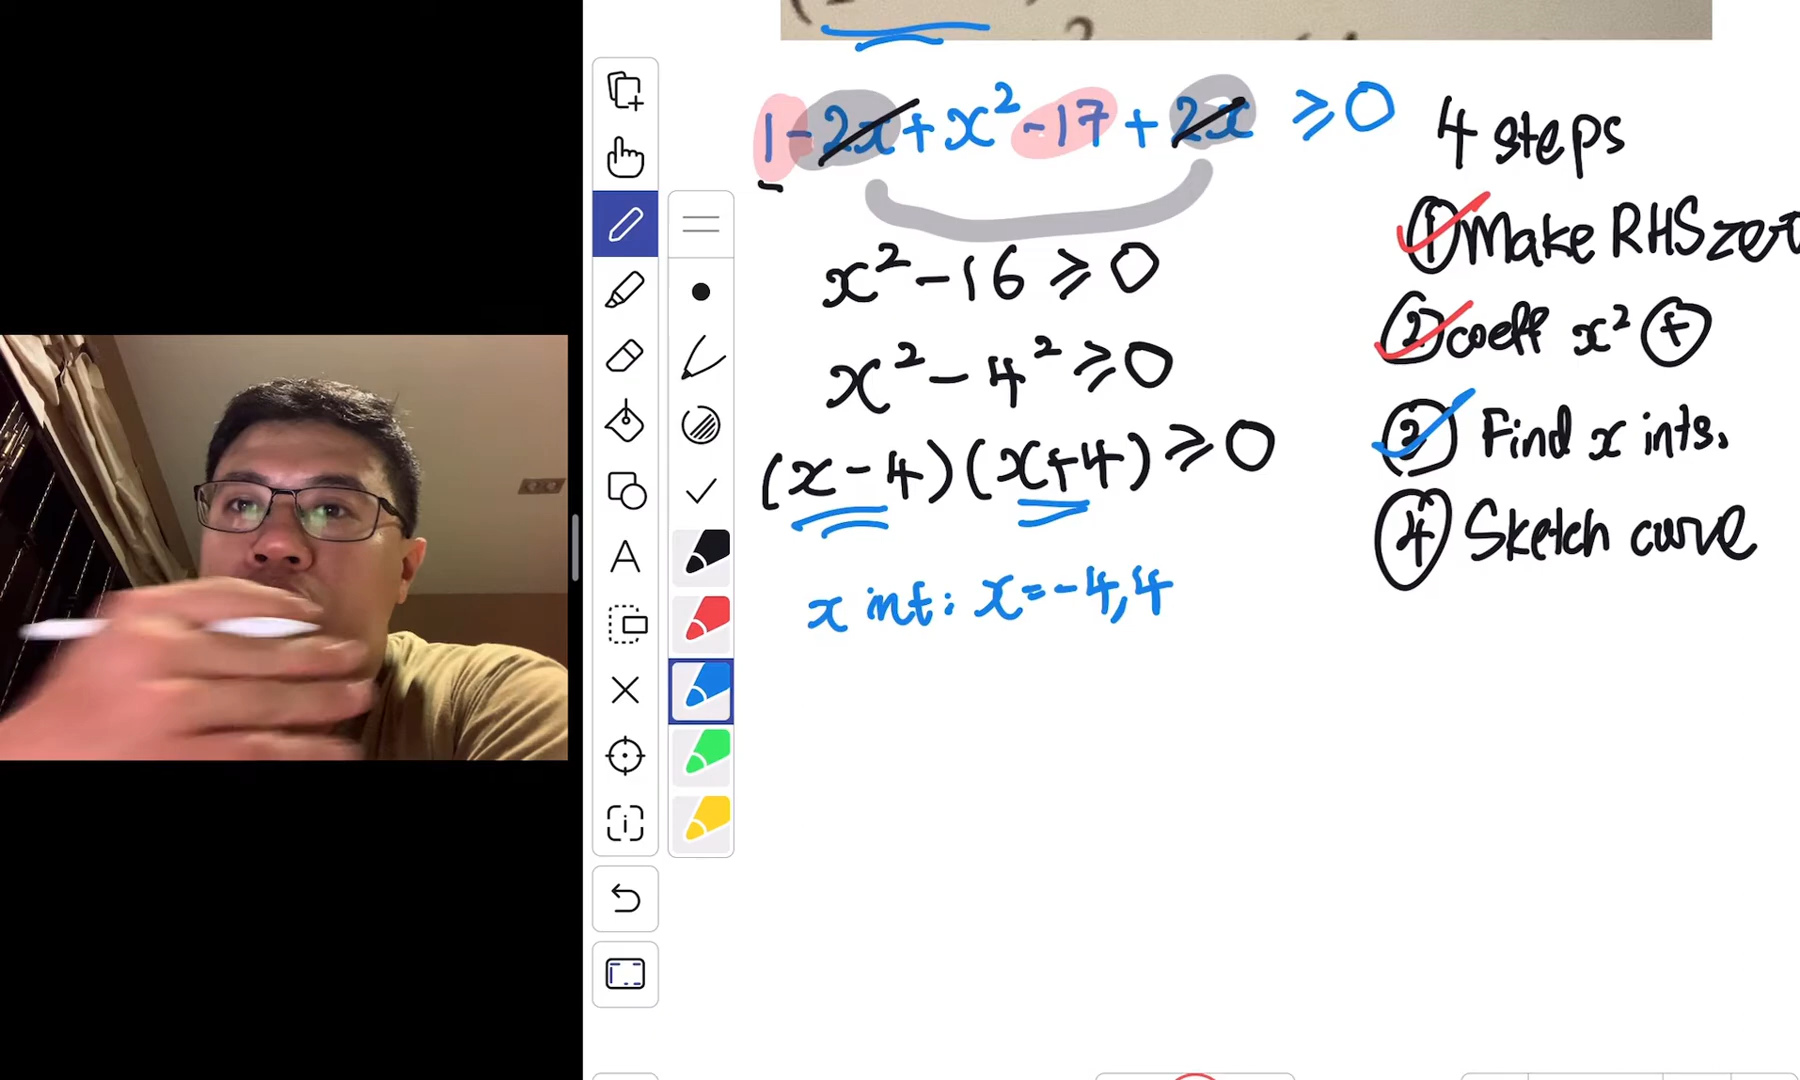 1 - 2x + x² - 17 + 2x ≥ 0
x² - 16 ≥ 0
x² - 4² ≥ 0
(x - 4)(x + 4) ≥ 0
x int: x = -4, 4
4 steps
① Make RHS zero
② coeff x² ⊕
③ Find x ints.
④ Sketch curve
A